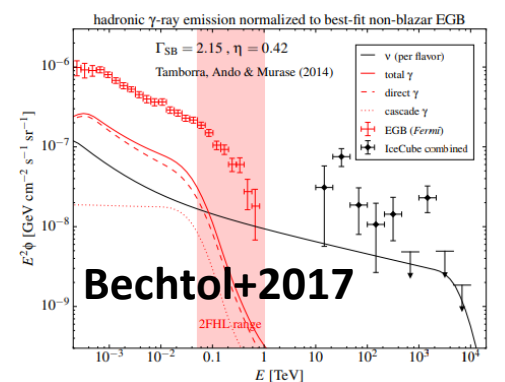 hadronic γ-ray emission normalized to best-fit non-blazar EGB
Γ_SB = 2.15 , η = 0.42
Tamborra, Ando & Murase (2014)
ν (per flavor)
total γ
direct γ
cascade γ
EGB (Fermi)
IceCube combined
10⁻⁶
10⁻⁷
10⁻⁸
10⁻⁹
E²ϕ [GeV cm⁻² s⁻¹ sr⁻¹]
Bechtol+2017
2FHL range
10⁻³ 10⁻² 0.1 1 10 10² 10³ 10⁴
E [TeV]